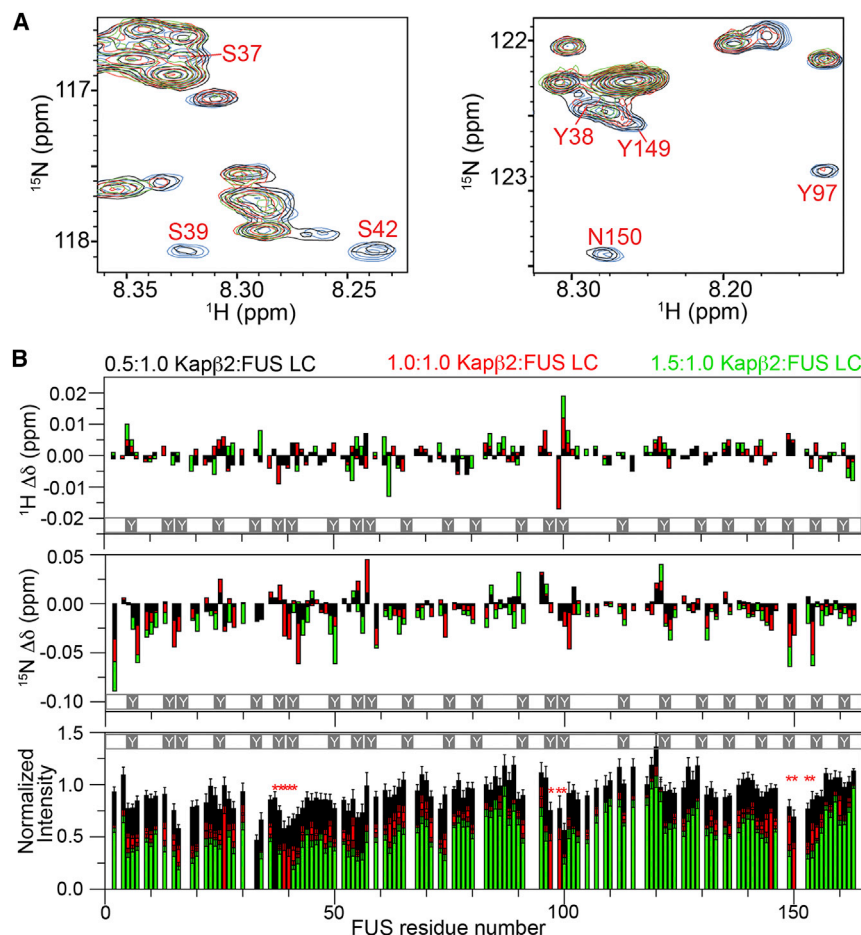 A
S37
117
15N (ppm)
S39
S42
118
8.35 8.30 8.25
1H (ppm)
122
Y38
Y149
15N (ppm)
123
Y97
N150
8.30 8.20
1H (ppm)
B
0.5:1.0 Kapβ2:FUS LC 1.0:1.0 Kapβ2:FUS LC 1.5:1.0 Kapβ2:FUS LC
0.02
0.01
0.00
-0.01
-0.02
1H Δδ (ppm)
Y Y Y Y Y Y Y Y Y Y Y Y Y Y Y Y Y Y Y Y Y Y Y Y
0.05
0.00
-0.05
-0.10
15N Δδ (ppm)
Y Y Y Y Y Y Y Y Y Y Y Y Y Y Y Y Y Y Y Y Y Y Y Y
1.5
1.0
0.5
0.0
Normalized
Intensity
Y Y Y Y Y Y Y Y Y Y Y Y Y Y Y Y Y Y Y Y Y Y Y Y
***** * ** ** **
0 50 100 150
FUS residue number